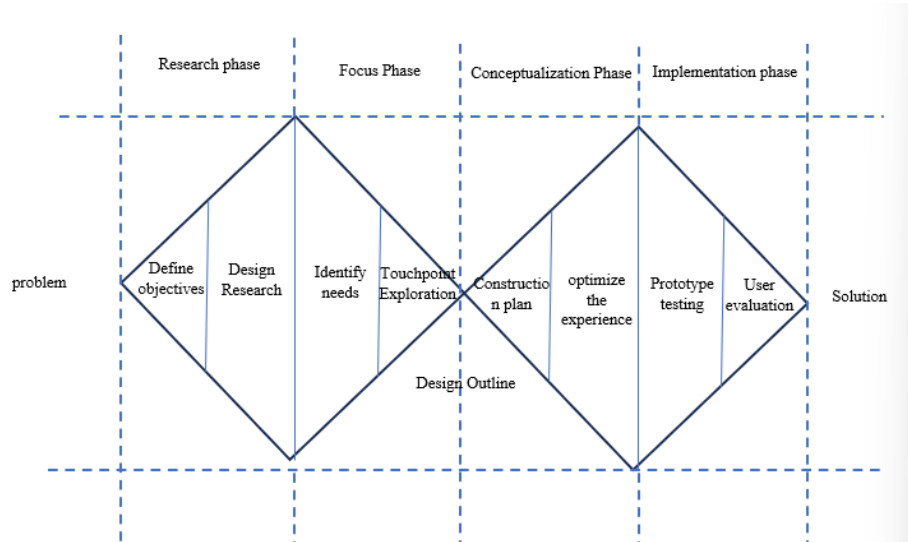 Research phase
Focus Phase
Conceptualization Phase
Implementation phase
problem
Define
objectives
Design
Research
Identify
needs
Touchpoint
Exploration
Constructio
n plan
optimize
the
experience
Prototype
testing
User
evaluation
Solution
Design Outline